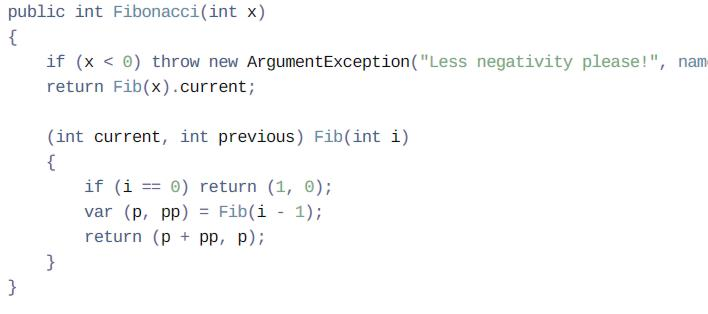 public int Fibonacci(int x)
{
if (x < 0) throw new ArgumentException("Less negativity please!", nam
return Fib(x).current;
(int current, int previous) Fib(int i)
{
if (i == 0) return (1, 0);
var (p, pp) = Fib(i - 1);
return (p + pp, p);
}
}